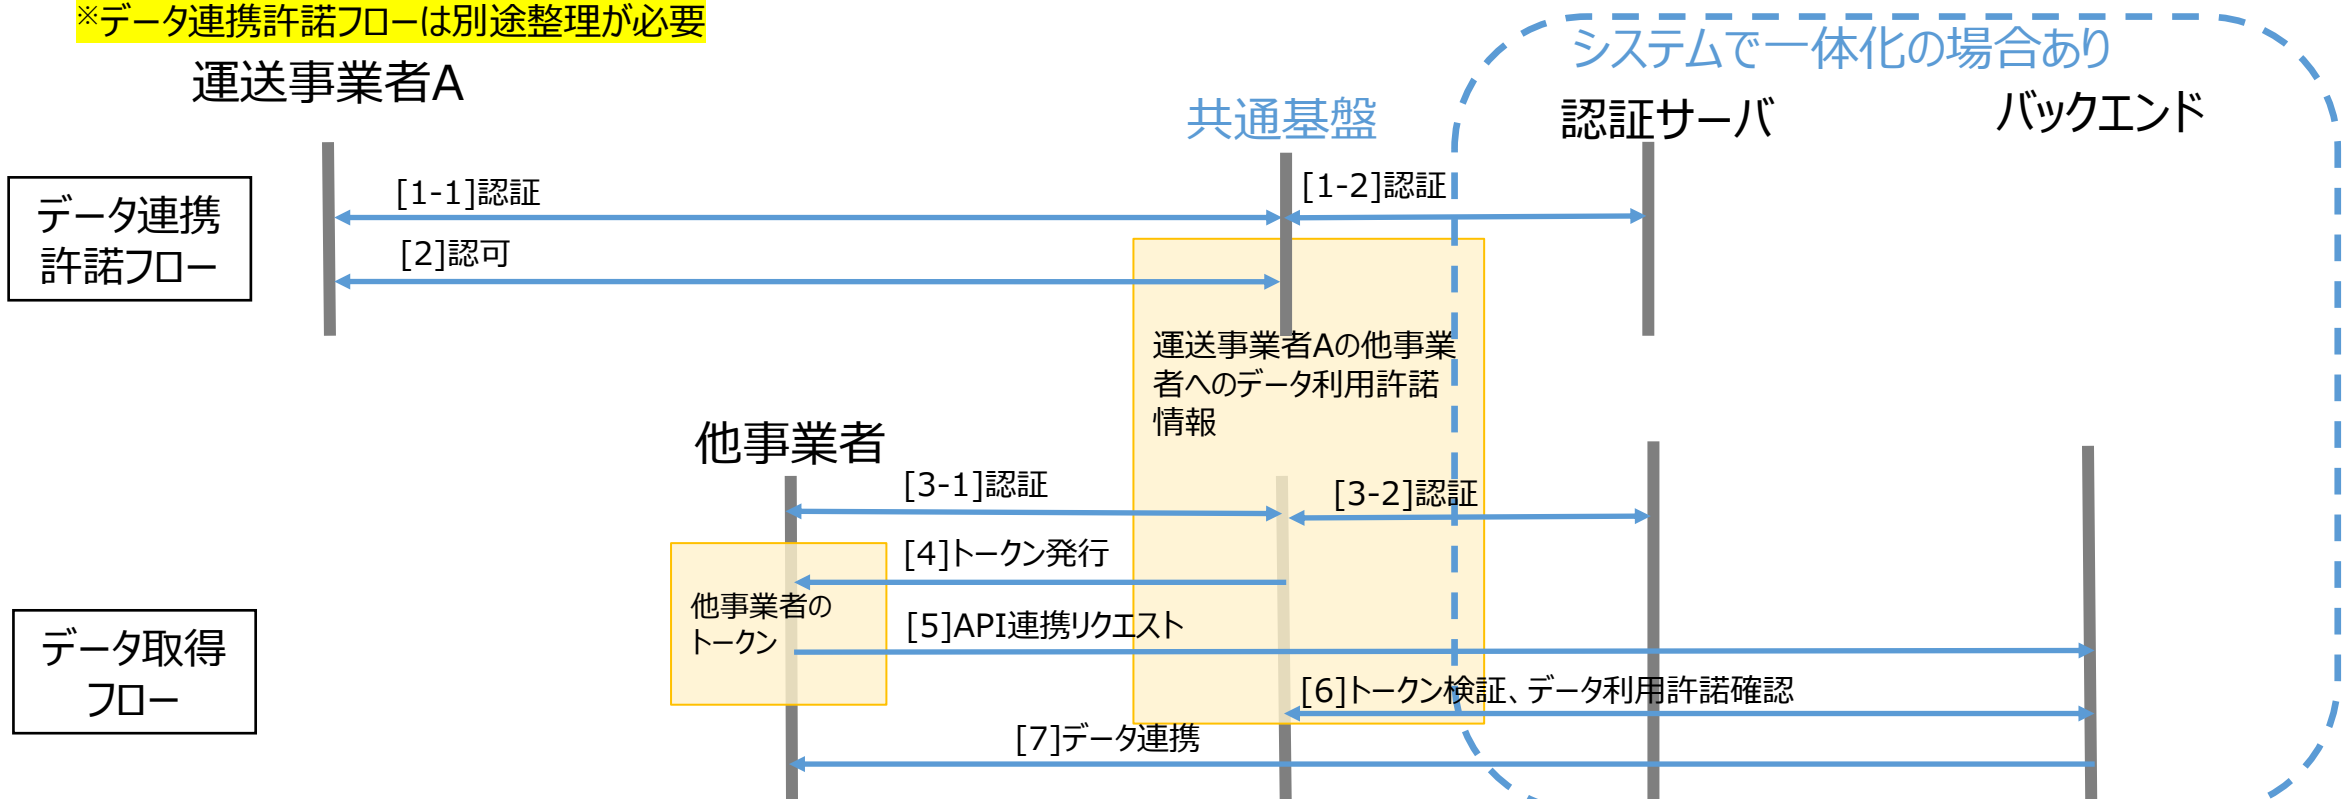 ※データ連携許諾フローは別途整理が必要
システムで一体化の場合あり
運送事業者A
共通基盤
認証サーバ
バックエンド
データ連携
許諾フロー
[1-1]認証
[1-2]認証
[2]認可
運送事業者Aの他事業
者へのデータ利用許諾
情報
他事業者
[3-1]認証
[3-2]認証
[4]トークン発行
他事業者の
トークン
[5]API連携リクエスト
データ取得
フロー
[6]トークン検証、データ利用許諾確認
[7]データ連携